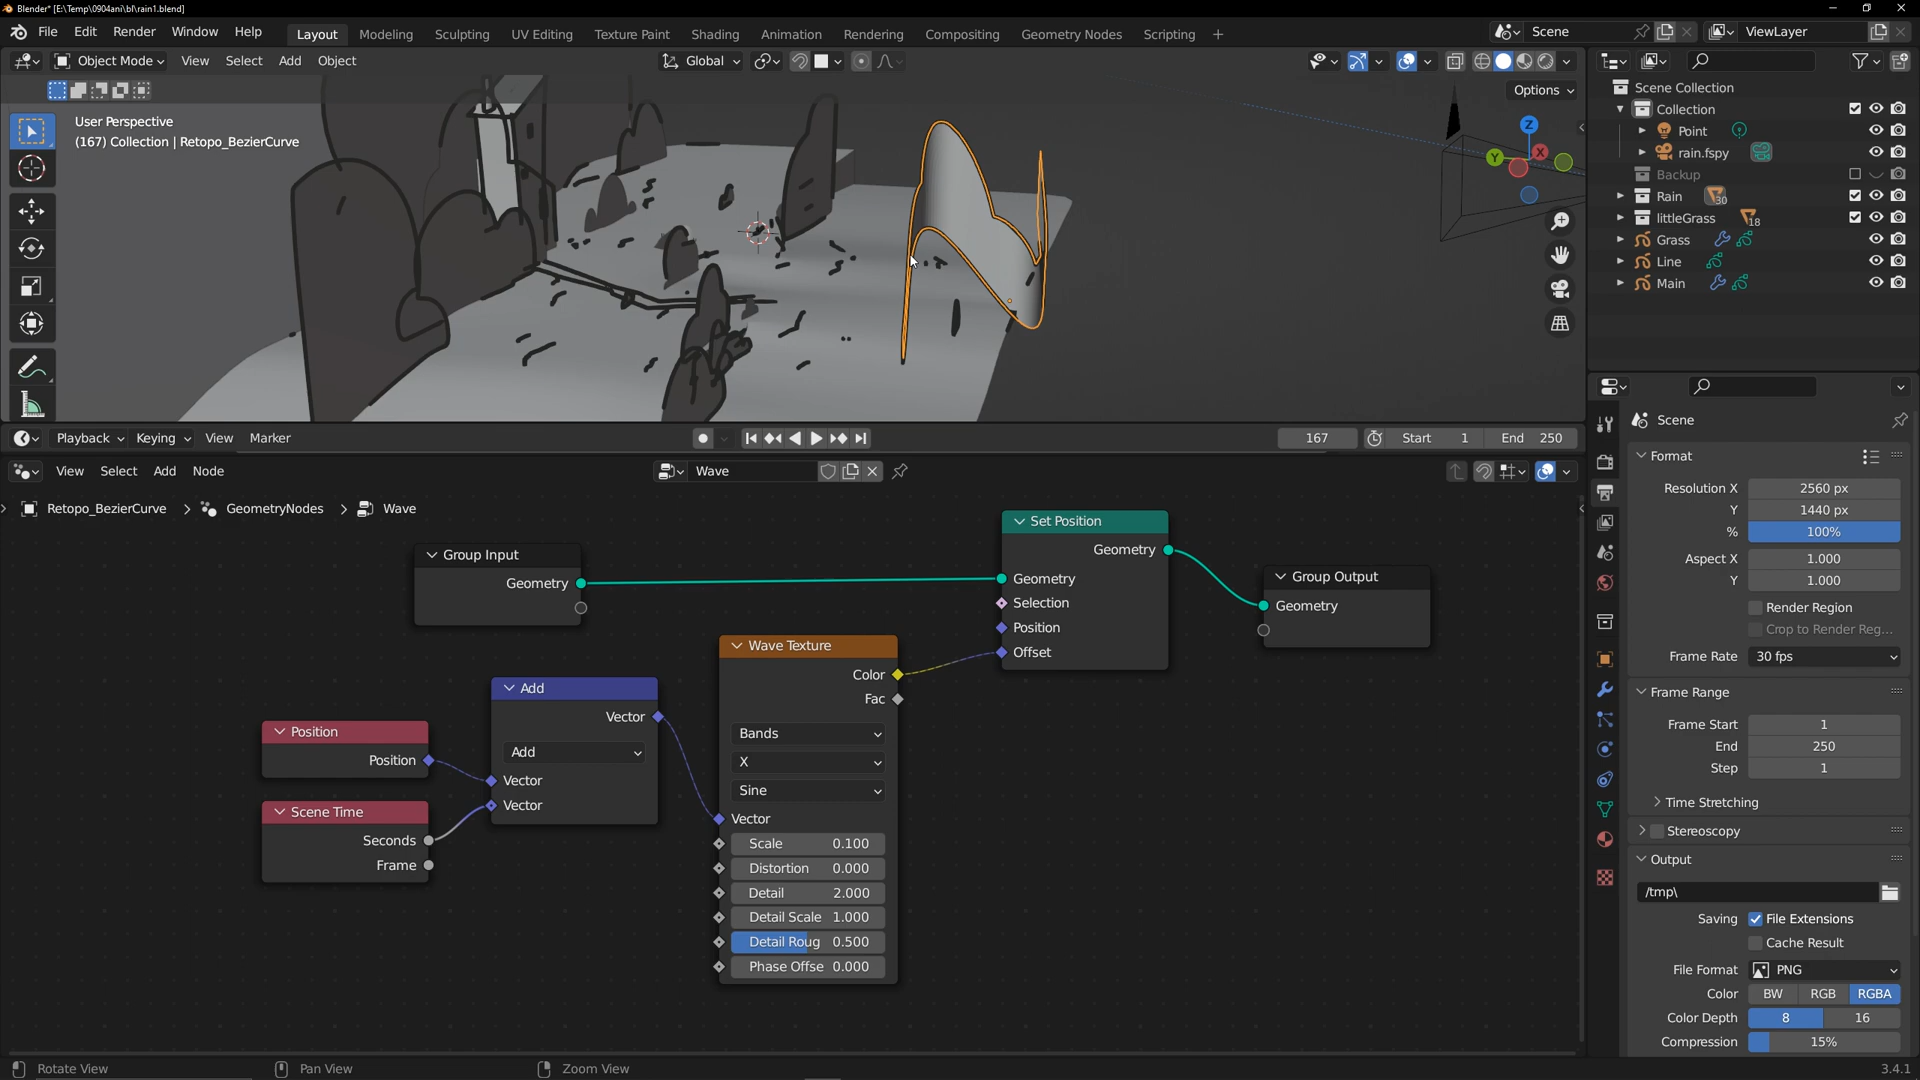 Blender* [E:\Temp\0904ani\bl\rain1.blend]
File Edit Render Window Help Layout Modeling Sculpting UV Editing Texture Paint Shading Animation Rendering Compositing Geometry Nodes Scripting + Scene ViewLayer
Object Mode View Select Add Object Global
Options
User Perspective
(167) Collection | Retopo_BezierCurve
Z
Y
X
Scene Collection
Collection
Point
rain.fspy
Backup
Rain 30
littleGrass 18
Grass
Line
Main
Playback Keying View Marker 167 Start 1 End 250
View Select Add Node Wave
Retopo_BezierCurve > GeometryNodes > Wave
Group Input
Geometry
Set Position
Geometry
Geometry
Selection
Position
Offset
Group Output
Geometry
Wave Texture
Color
Fac
Bands
X
Sine
Vector
Scale 0.100
Distortion 0.000
Detail 2.000
Detail Scale 1.000
Detail Roug 0.500
Phase Offse 0.000
Add
Vector
Add
Vector
Vector
Position
Position
Scene Time
Seconds
Frame
Scene
Format
Resolution X 2560 px
Y 1440 px
% 100%
Aspect X 1.000
Y 1.000
Render Region
Crop to Render Reg...
Frame Rate 30 fps
Frame Range
Frame Start 1
End 250
Step 1
Time Stretching
Stereoscopy
Output
/tmp\
Saving File Extensions
Cache Result
File Format PNG
Color BW RGB RGBA
Color Depth 8 16
Compression 15%
Rotate View Pan View Zoom View 3.4.1